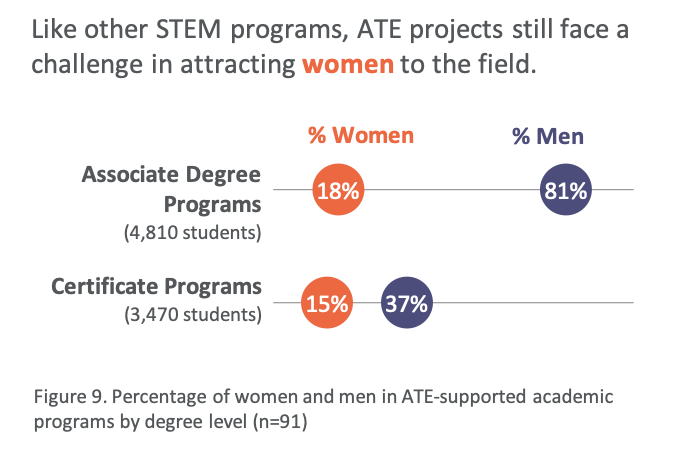 Like other STEM programs, ATE projects still face a
challenge in attracting women to the field.
% Women % Men
Associate Degree
Programs
(4,810 students)
18% 81%
Certificate Programs
(3,470 students)
15% 37%
Figure 9. Percentage of women and men in ATE-supported academic
programs by degree level (n=91)